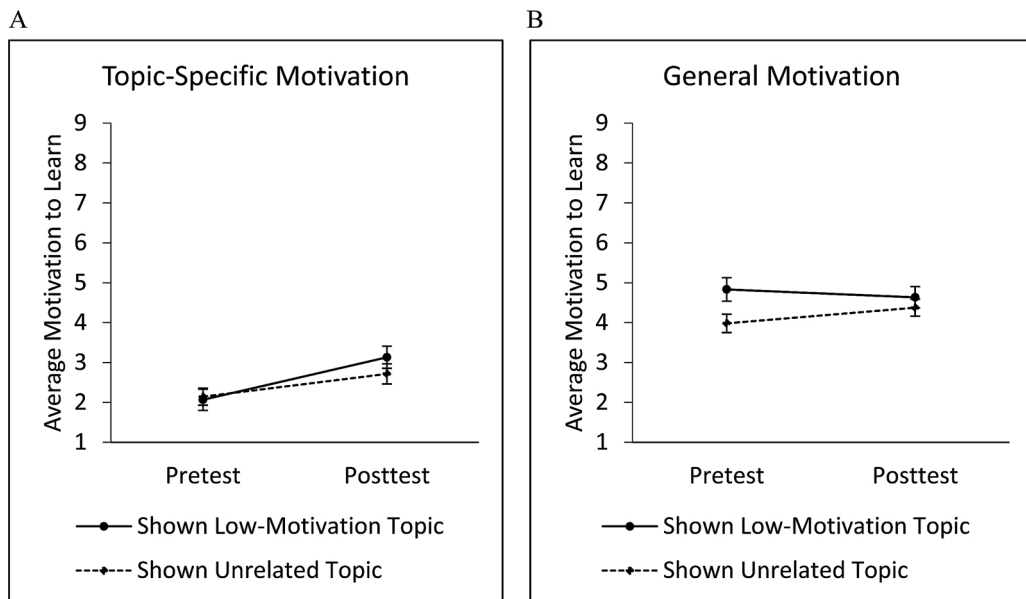 A
Topic-Specific Motivation
Average Motivation to Learn
9
8
7
6
5
4
3
2
1
Pretest Posttest
Shown Low-Motivation Topic
Shown Unrelated Topic
B
General Motivation
Average Motivation to Learn
9
8
7
6
5
4
3
2
1
Pretest Posttest
Shown Low-Motivation Topic
Shown Unrelated Topic